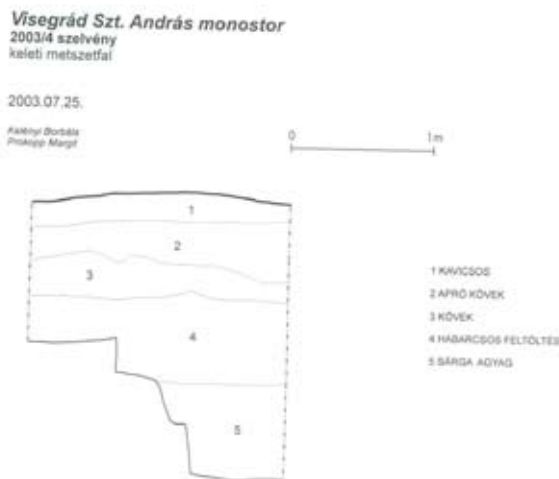 Visegrád Szt. András monostor
2003/4 szelvény
keleti metszetfal
2003.07.25.
Kelényi Borbála
Prokopp Margit
0 1m
1
2
3
4
5
1 KAVICSOS
2 APRÓ KÖVEK
3 KÖVEK
4 HABARCSOS FELTÖLTÉS
5 SÁRGA AGYAG